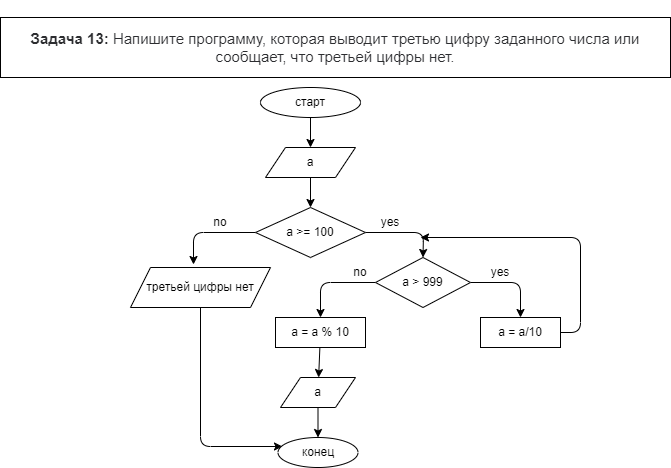 Задача 13: Напишите программу, которая выводит третью цифру заданного числа или
сообщает, что третьей цифры нет.
старт
a
no
a >= 100
yes
третьей цифры нет
no
a > 999
yes
a = a % 10
a = a/10
a
конец